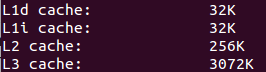 L1d cache: 32K
L1i cache: 32K
L2 cache: 256K
L3 cache: 3072K